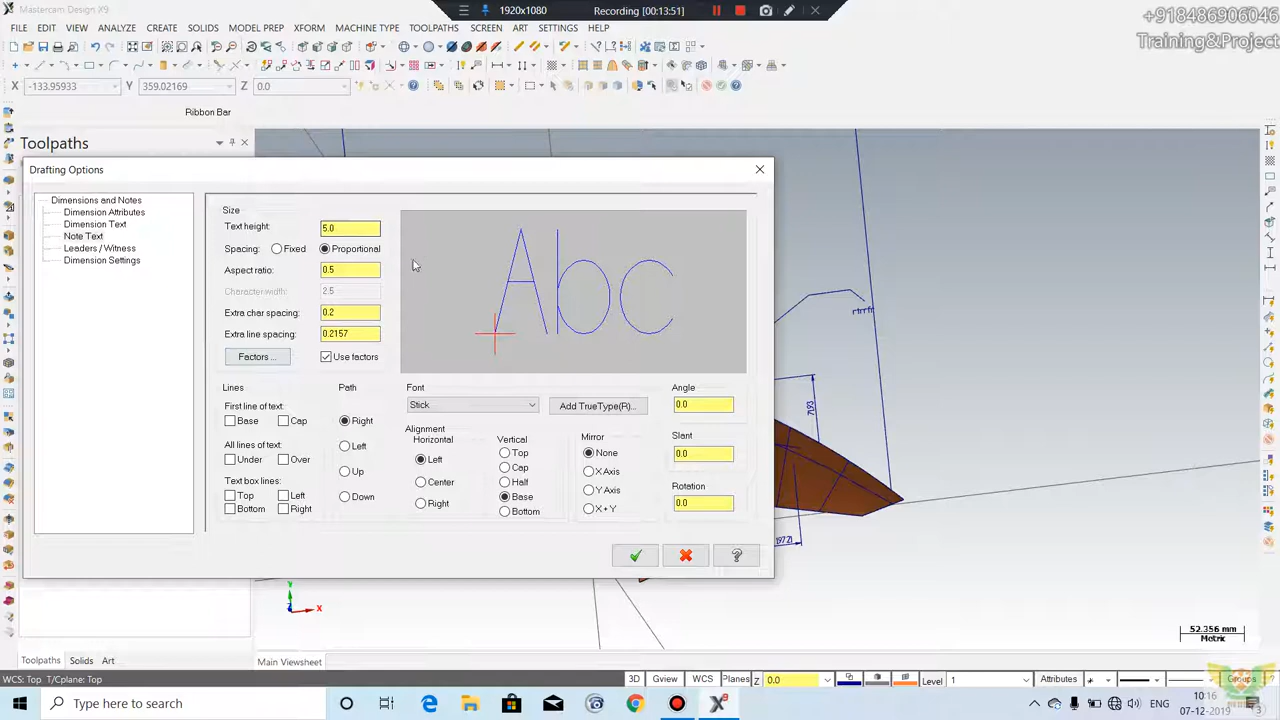 Mastercam Design X9
1920x1080
Recording [00:13:51]
+918486906046
Training&Project
FILE EDIT VIEW ANALYZE CREATE SOLIDS MODEL PREP XFORM MACHINE TYPE TOOLPATHS SCREEN ART SETTINGS HELP
X -133.95933 Y 359.02169 Z 0.0
Ribbon Bar
Toolpaths
Drafting Options
Dimensions and Notes
Dimension Attributes
Dimension Text
Note Text
Leaders / Witness
Dimension Settings
Size
Text height: 5.0
Spacing: Fixed Proportional
Aspect ratio: 0.5
Character width: 2.5
Extra char spacing: 0.2
Extra line spacing: 0.2157
Factors ... Use factors
Abc
Lines
First line of text:
Base Cap
All lines of text:
Under Over
Text box lines:
Top Left
Bottom Right
Path
Right
Left
Up
Down
Font
Stick Add TrueType(R)...
Alignment
Horizontal
Left
Center
Right
Vertical
Top
Cap
Half
Base
Bottom
Mirror
None
X Axis
Y Axis
X + Y
Angle
0.0
Slant
0.0
Rotation
0.0
?
197.21
Y
X
Z
52.356 mm
Metric
Toolpaths Solids Art
Main Viewsheet
WCS: Top T/Cplane: Top
3D Gview WCS Planes Z 0.0 Level 1 Attributes Groups ?
Type here to search
ENG
10:16
07-12-2019